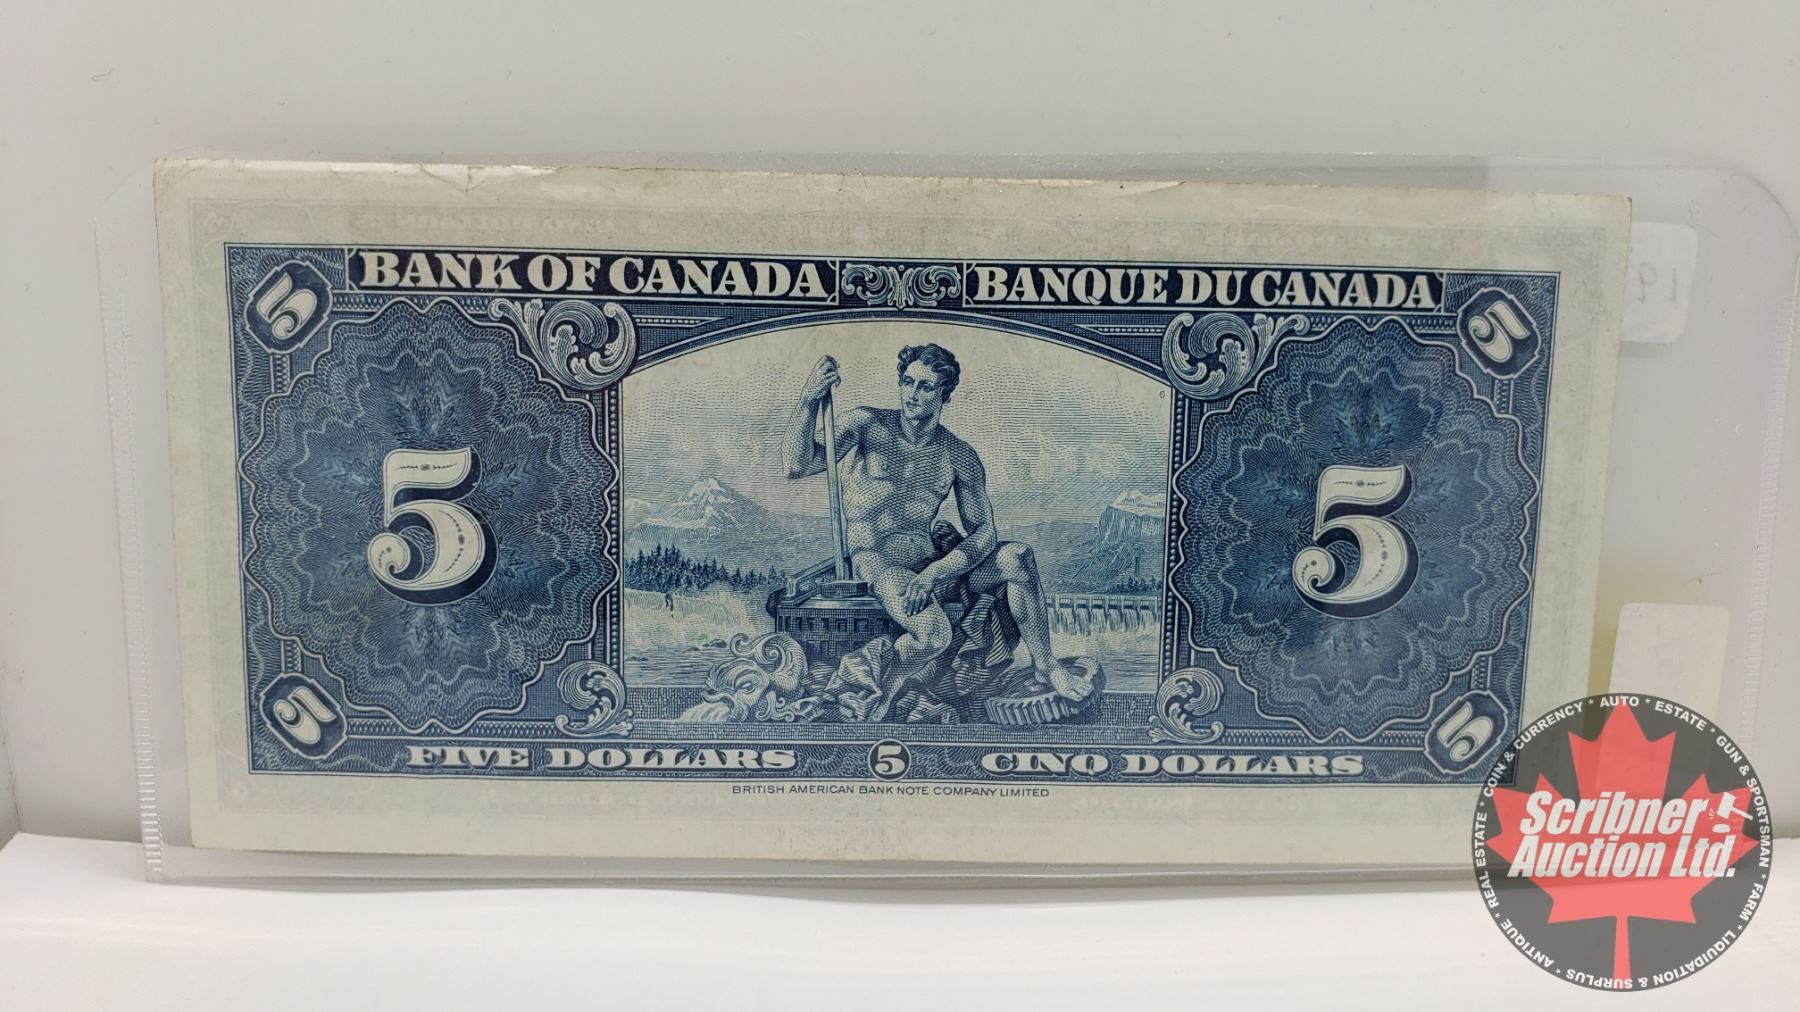 BANK OF CANADA BANQUE DU CANADA
5 5
6
5 5
5 5
FIVE DOLLARS 5 CINQ DOLLARS
BRITISH AMERICAN BANK NOTE COMPANY LIMITED
Scribner
Auction Ltd.
REAL ESTATE * COIN & CURRENCY * AUTO * ESTATE * GUN & SPORTSMAN * FARM * LIQUIDATION & SURPLUS * ANTIQUE *